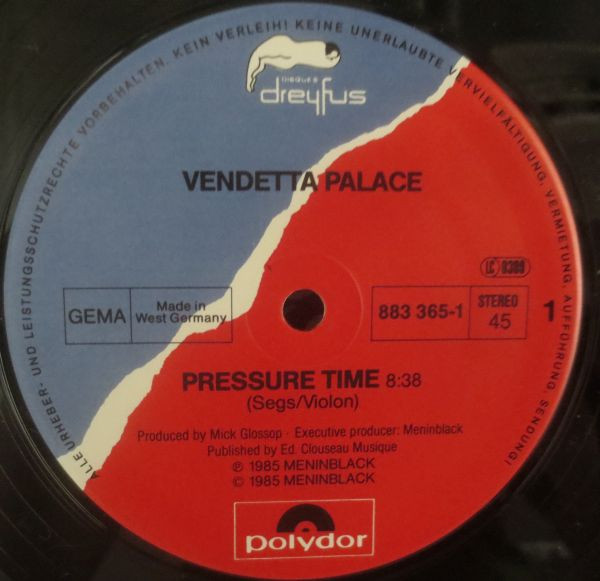 ALLE URHEBER- UND LEISTUNGSSCHUTZRECHTE VORBEHALTEN. KEIN VERLEIH! KEINE UNERLAUBTE VERVIELFÄLTIGUNG, VERMIETUNG, AUFFÜHRUNG, SENDUNG!
DISQUES
dreyfus
VENDETTA PALACE
LC 0309
GEMA
Made in
West Germany
883 365-1
STEREO
45
1
PRESSURE TIME 8:38
(Segs/Violon)
Produced by Mick Glossop · Executive producer: Meninblack
Published by Ed. Clouseau Musique
℗ 1985 MENINBLACK
© 1985 MENINBLACK
polydor